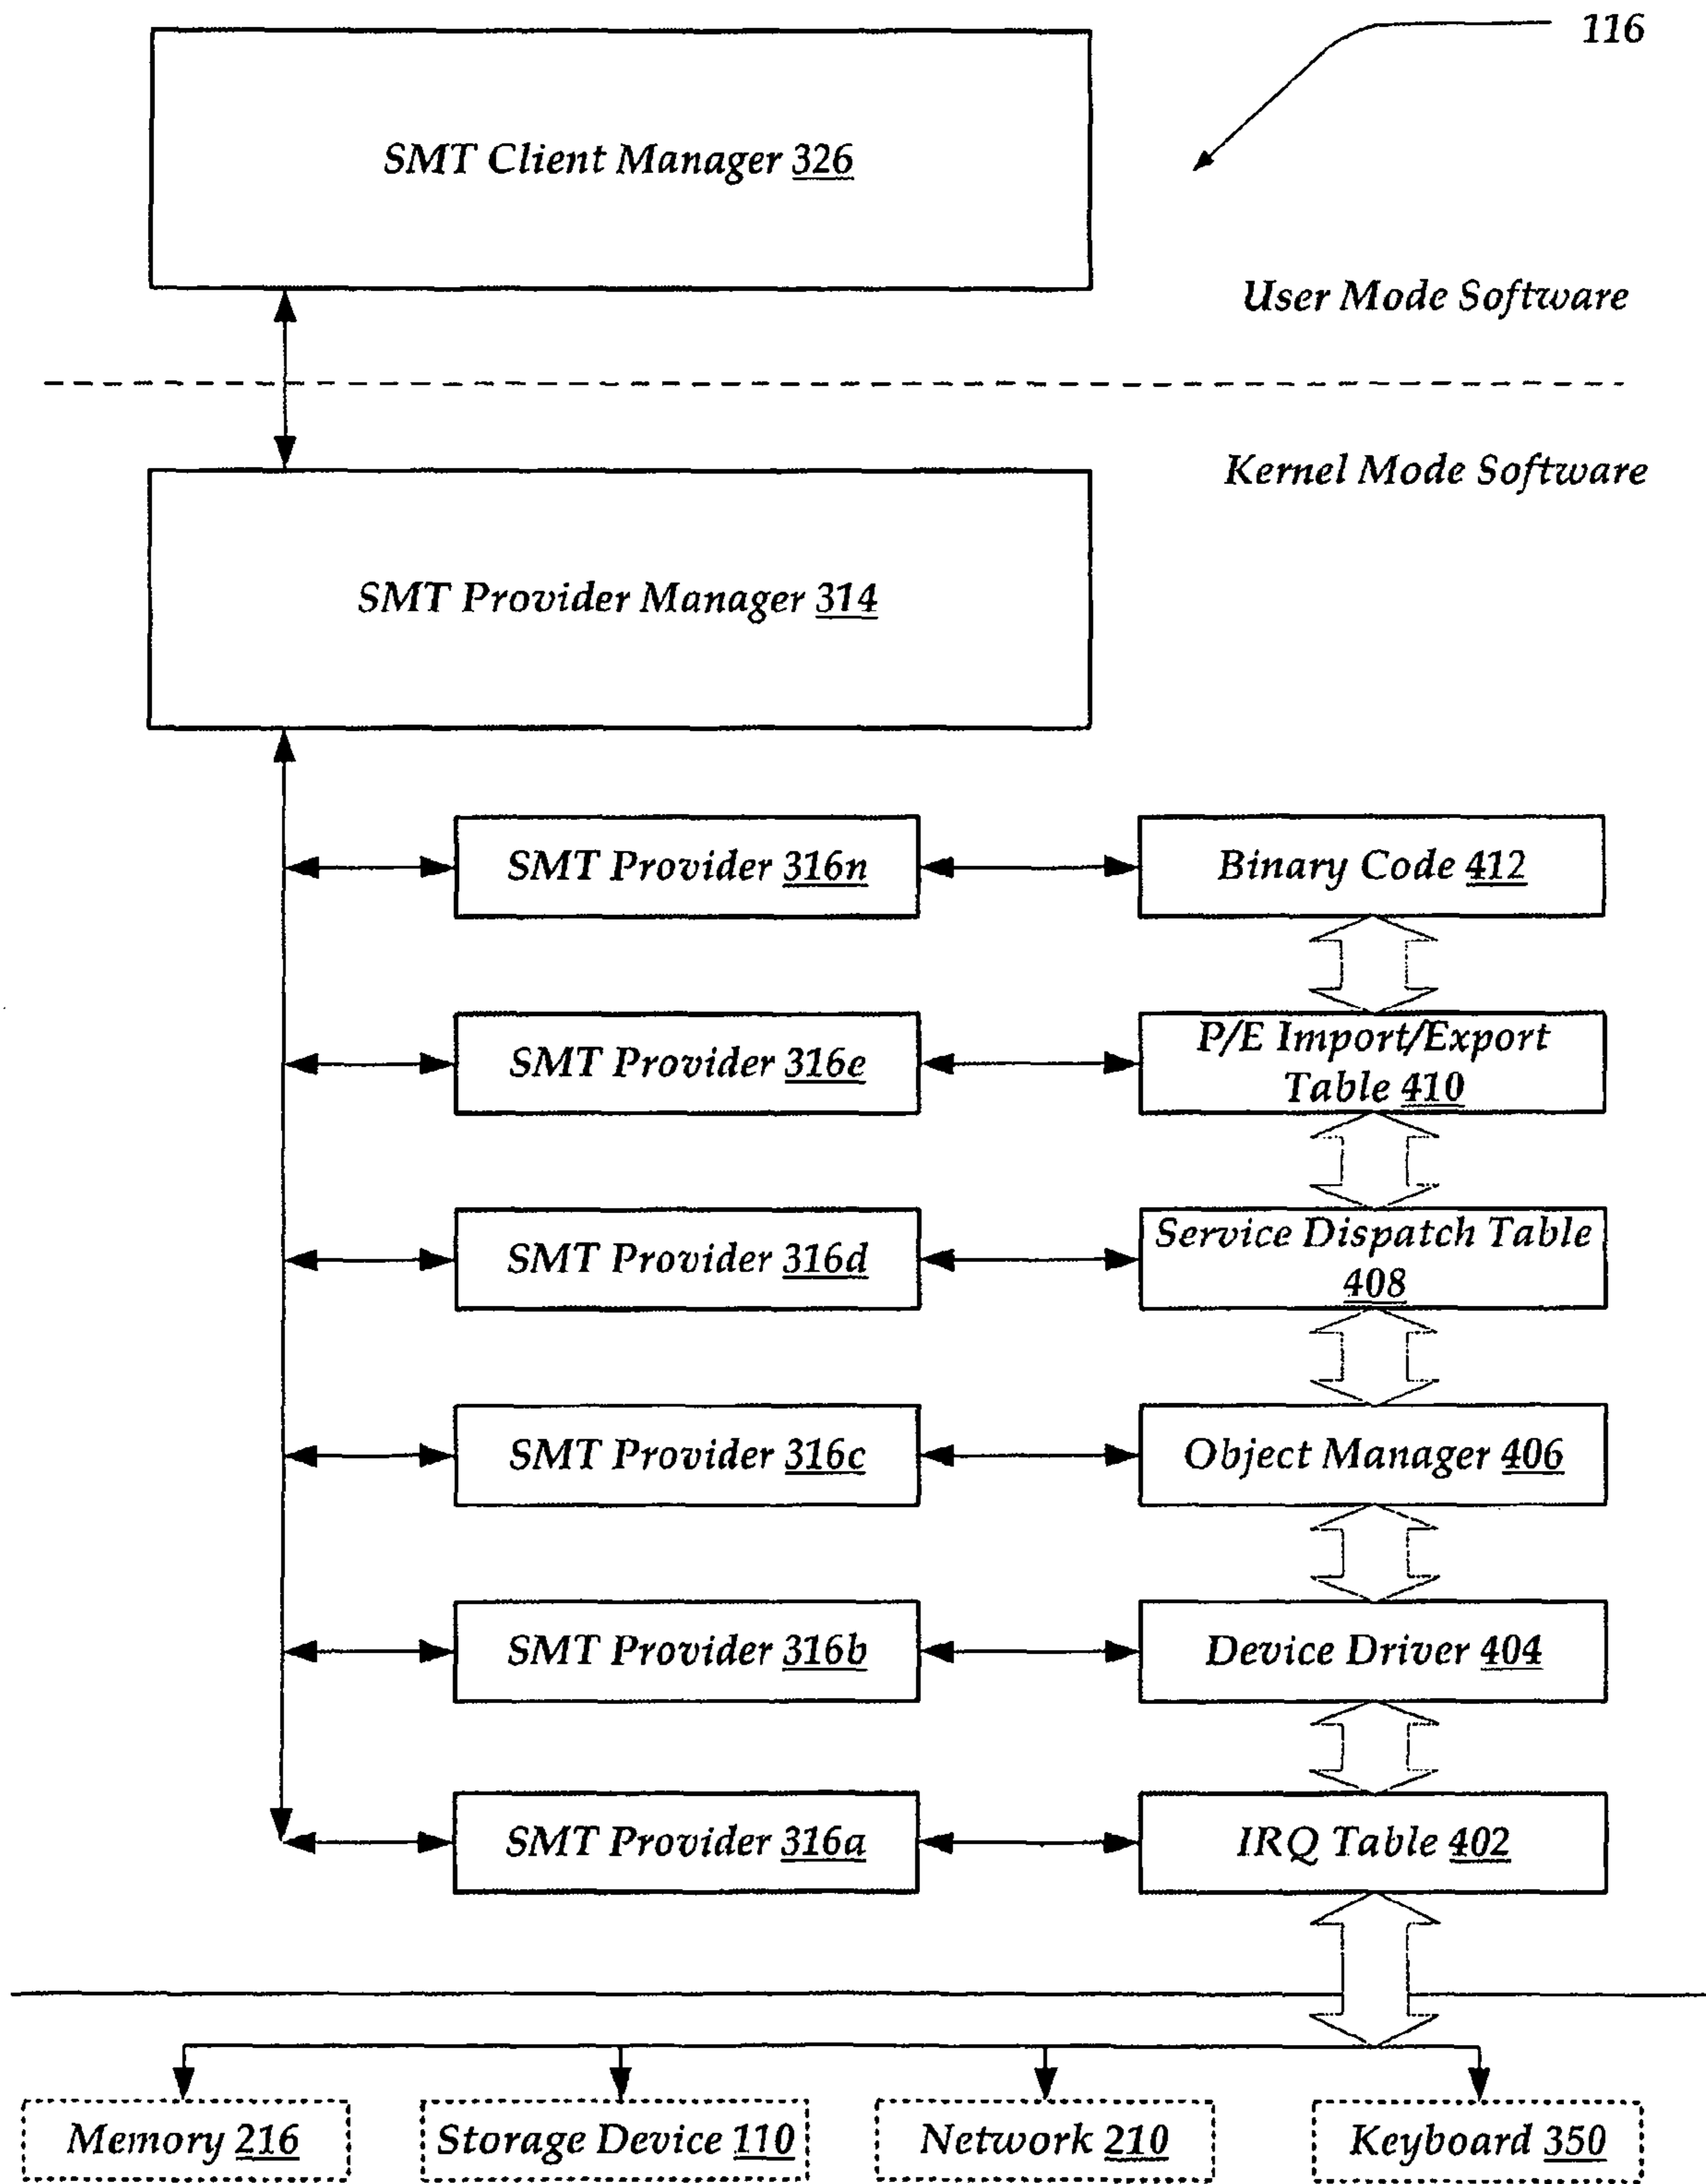 116
SMT Client Manager 326
User Mode Software
Kernel Mode Software
SMT Provider Manager 314
SMT Provider 316n
Binary Code 412
SMT Provider 316e
P/E Import/Export
Table 410
SMT Provider 316d
Service Dispatch Table
408
SMT Provider 316c
Object Manager 406
SMT Provider 316b
Device Driver 404
SMT Provider 316a
IRQ Table 402
Memory 216
Storage Device 110
Network 210
Keyboard 350